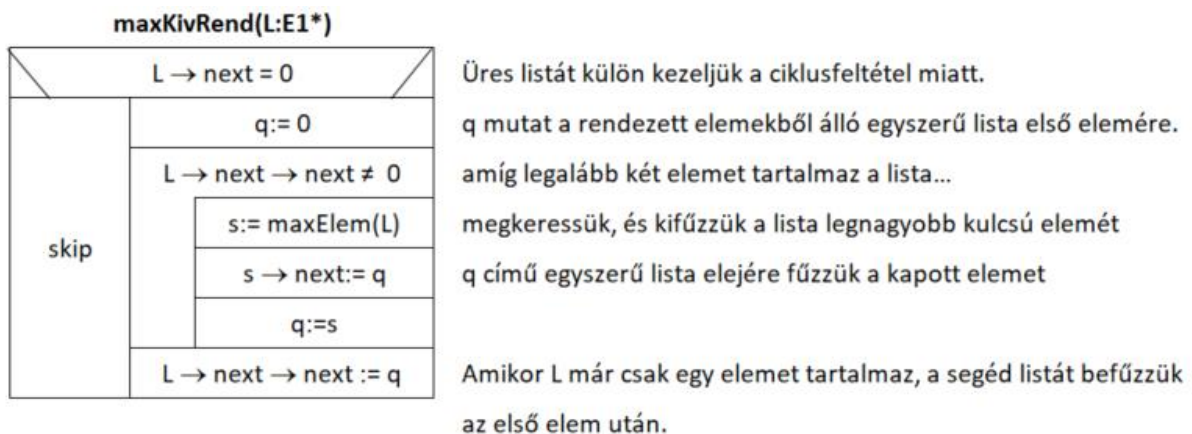 maxKivRend(L:E1*)
L → next = 0
Üres listát külön kezeljük a ciklusfeltétel miatt.
q:= 0
q mutat a rendezett elemekből álló egyszerű lista első elemére.
L → next → next ≠ 0
amíg legalább két elemet tartalmaz a lista...
skip
s:= maxElem(L)
megkeressük, és kifűzzük a lista legnagyobb kulcsú elemét
s → next:= q
q című egyszerű lista elejére fűzzük a kapott elemet
q:=s
L → next → next := q
Amikor L már csak egy elemet tartalmaz, a segéd listát befűzzük
az első elem után.